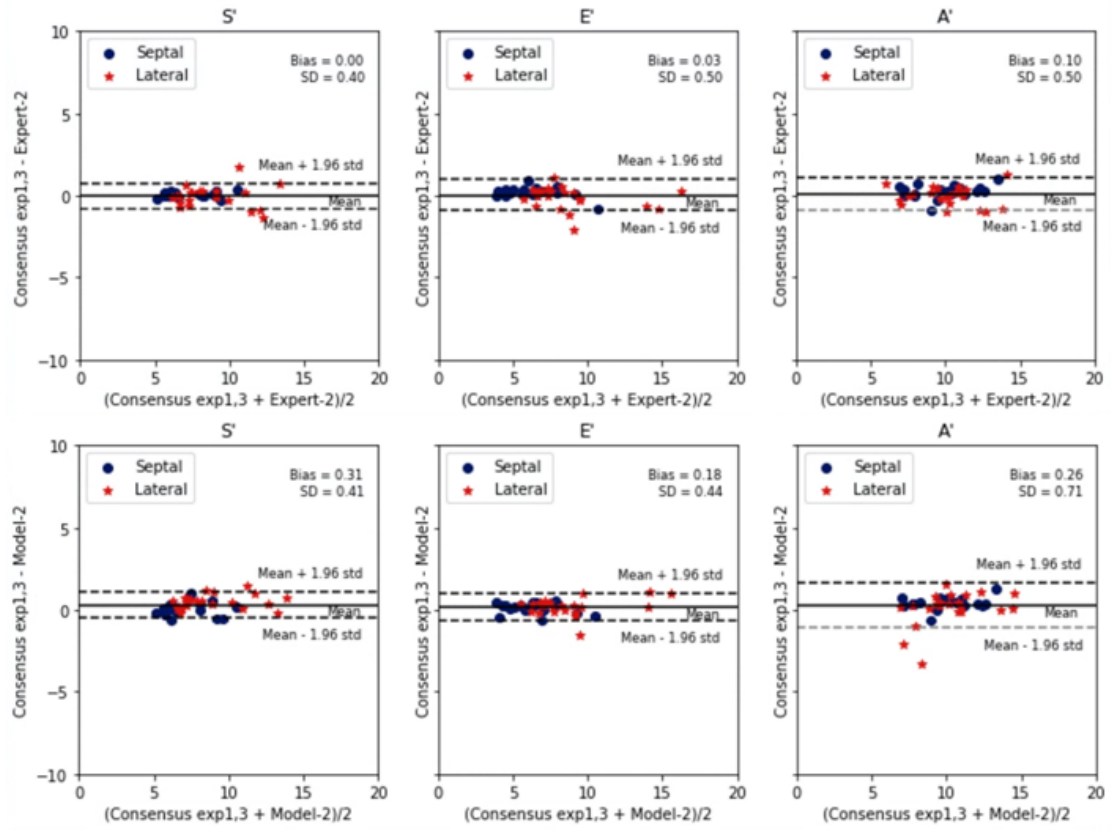 S'
E'
A'
10
5
0
−5
−10
Consensus exp1,3 - Expert-2
Septal
Lateral
Bias = 0.00
SD = 0.40
Mean + 1.96 std
Mean
Mean - 1.96 std
0
5
10
15
20
(Consensus exp1,3 + Expert-2)/2
Consensus exp1,3 - Expert-2
Septal
Lateral
Bias = 0.03
SD = 0.50
Mean + 1.96 std
Mean
Mean - 1.96 std
0
5
10
15
20
(Consensus exp1,3 + Expert-2)/2
Consensus exp1,3 - Expert-2
Septal
Lateral
Bias = 0.10
SD = 0.50
Mean + 1.96 std
Mean
Mean - 1.96 std
0
5
10
15
20
(Consensus exp1,3 + Expert-2)/2
S'
E'
A'
10
5
0
−5
−10
Consensus exp1,3 - Model-2
Septal
Lateral
Bias = 0.31
SD = 0.41
Mean + 1.96 std
Mean
Mean - 1.96 std
0
5
10
15
20
(Consensus exp1,3 + Model-2)/2
Consensus exp1,3 - Model-2
Septal
Lateral
Bias = 0.18
SD = 0.44
Mean + 1.96 std
Mean
Mean - 1.96 std
0
5
10
15
20
(Consensus exp1,3 + Model-2)/2
Consensus exp1,3 - Model-2
Septal
Lateral
Bias = 0.26
SD = 0.71
Mean + 1.96 std
Mean
Mean - 1.96 std
0
5
10
15
20
(Consensus exp1,3 + Model-2)/2